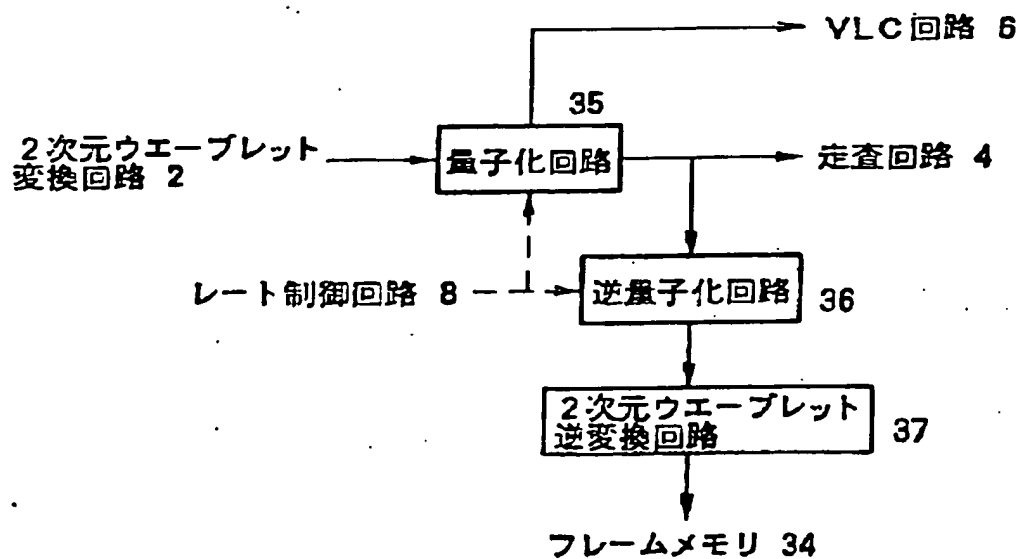 VLC回路 6
35
2次元ウエーブレット
変換回路 2
量子化回路
走査回路 4
レート制御回路 8
逆量子化回路
36
2次元ウエーブレット
逆変換回路
37
フレームメモリ 34